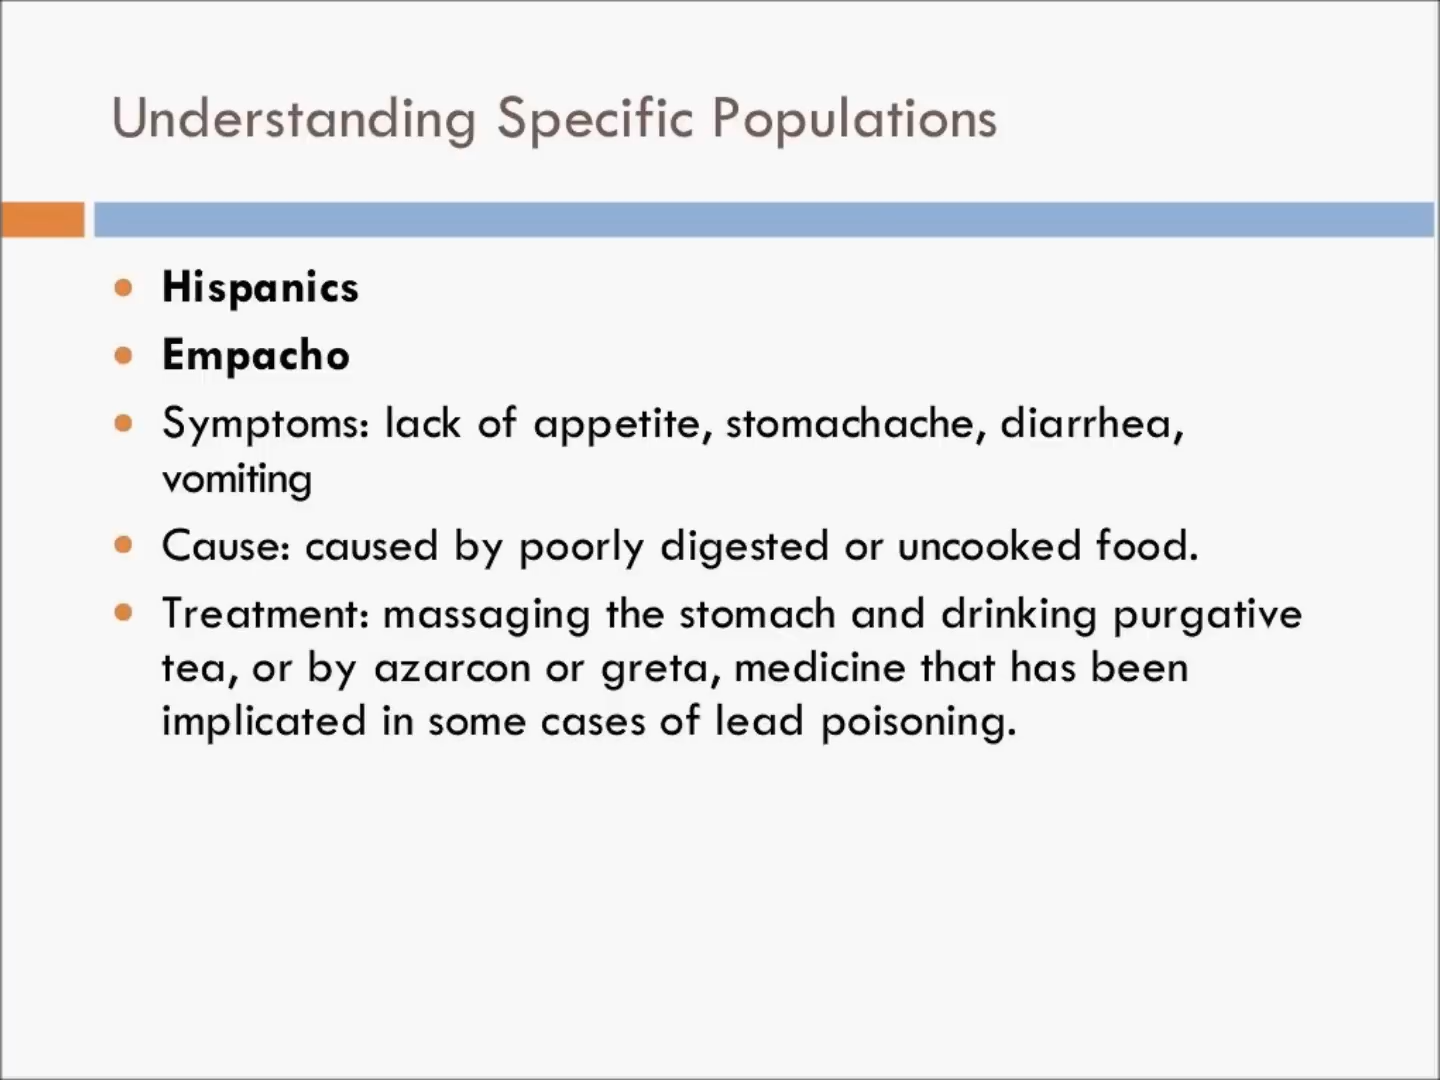 Understanding Specific Populations
Hispanics
Empacho
Symptoms: lack of appetite, stomachache, diarrhea,
vomiting
Cause: caused by poorly digested or uncooked food.
Treatment: massaging the stomach and drinking purgative
tea, or by azarcon or greta, medicine that has been
implicated in some cases of lead poisoning.